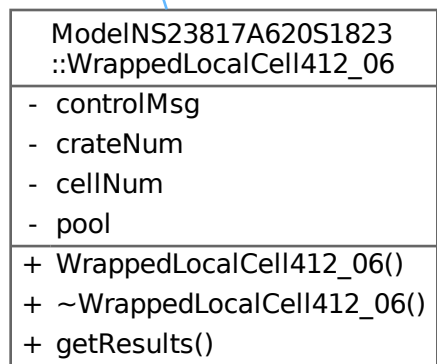 ModelNS23817A620S1823
::WrappedLocalCell412_06
- controlMsg
- crateNum
- cellNum
- pool
+ WrappedLocalCell412_06()
+ ~WrappedLocalCell412_06()
+ getResults()